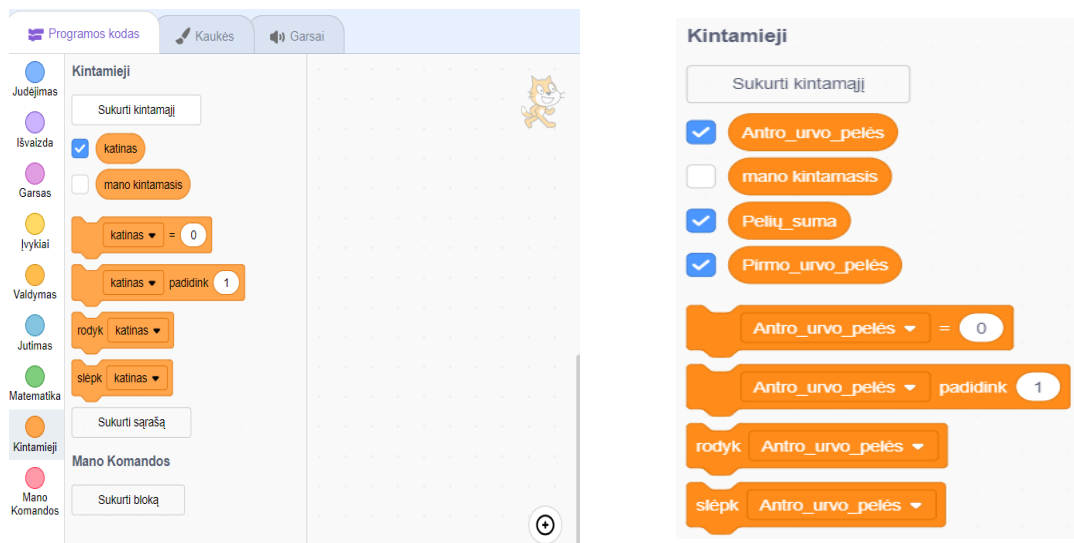 Programos kodas
Kaukės
Garsai
Judėjimas
Išvaizda
Garsas
Įvykiai
Valdymas
Jutimas
Matematika
Kintamieji
Mano
Komandos
Kintamieji
Sukurti kintamąjį
katinas
mano kintamasis
katinas = 0
katinas padidink 1
rodyk katinas
slėpk katinas
Sukurti sąrašą
Mano Komandos
Sukurti bloką
Kintamieji
Sukurti kintamąjį
Antro_urvo_pelės
mano kintamasis
Pelių_suma
Pirmo_urvo_pelės
Antro_urvo_pelės = 0
Antro_urvo_pelės padidink 1
rodyk Antro_urvo_pelės
slėpk Antro_urvo_pelės